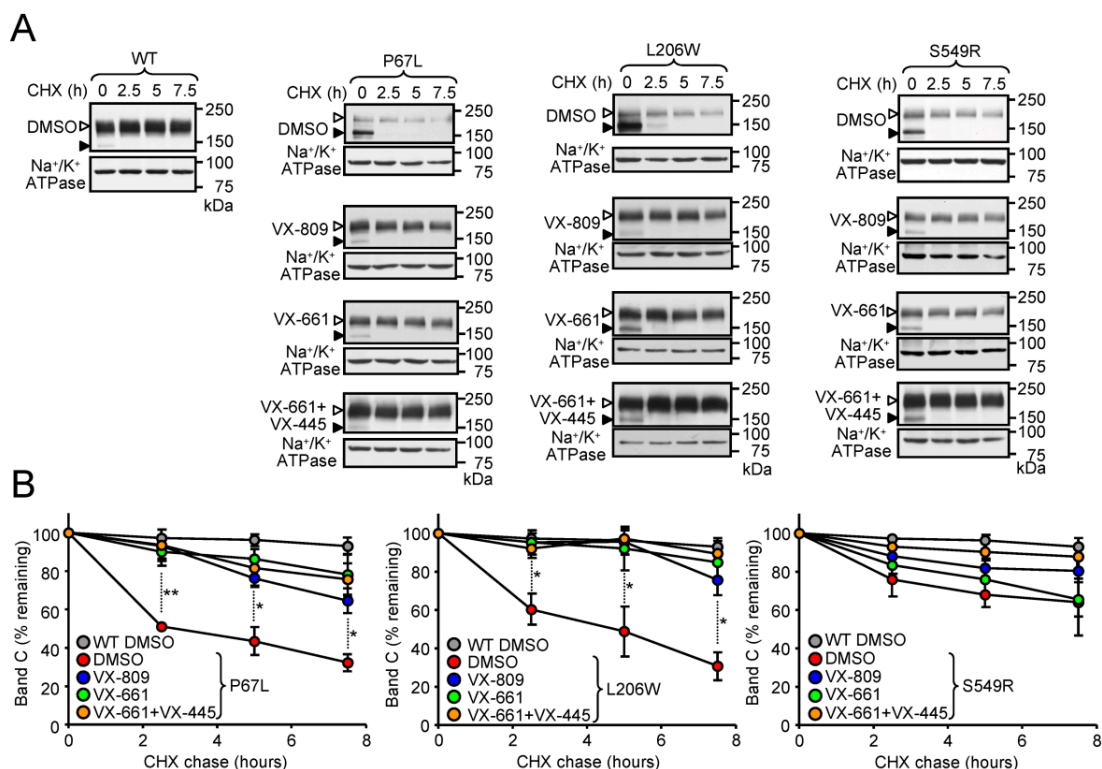 A
WT
CHX (h) 0 2.5 5 7.5
250
DMSO
150
Na+/K+ ATPase
100
75
kDa
P67L
CHX (h) 0 2.5 5 7.5
250
DMSO
150
Na+/K+ ATPase
100
75
VX-809
250
150
Na+/K+ ATPase
100
75
VX-661
250
150
Na+/K+ ATPase
100
75
VX-661+
VX-445
250
150
Na+/K+ ATPase
100
75
kDa
L206W
CHX (h) 0 2.5 5 7.5
250
DMSO
150
Na+/K+ ATPase
100
75
VX-809
250
150
Na+/K+ ATPase
100
75
VX-661
250
150
Na+/K+ ATPase
100
75
VX-661+
VX-445
250
150
Na+/K+ ATPase
100
75
kDa
S549R
CHX (h) 0 2.5 5 7.5
250
DMSO
150
Na+/K+ ATPase
100
75
VX-809
250
150
Na+/K+ ATPase
100
75
VX-661
250
150
Na+/K+ ATPase
100
75
VX-661+
VX-445
250
150
Na+/K+ ATPase
100
75
kDa
B
Band C (% remaining)
100
80
60
40
20
0
** * *
WT DMSO
DMSO
VX-809
VX-661
VX-661+VX-445
P67L
0 2 4 6 8
CHX chase (hours)
Band C (% remaining)
100
80
60
40
20
0
* * *
WT DMSO
DMSO
VX-809
VX-661
VX-661+VX-445
L206W
0 2 4 6 8
CHX chase (hours)
Band C (% remaining)
100
80
60
40
20
0
WT DMSO
DMSO
VX-809
VX-661
VX-661+VX-445
S549R
0 2 4 6 8
CHX chase (hours)